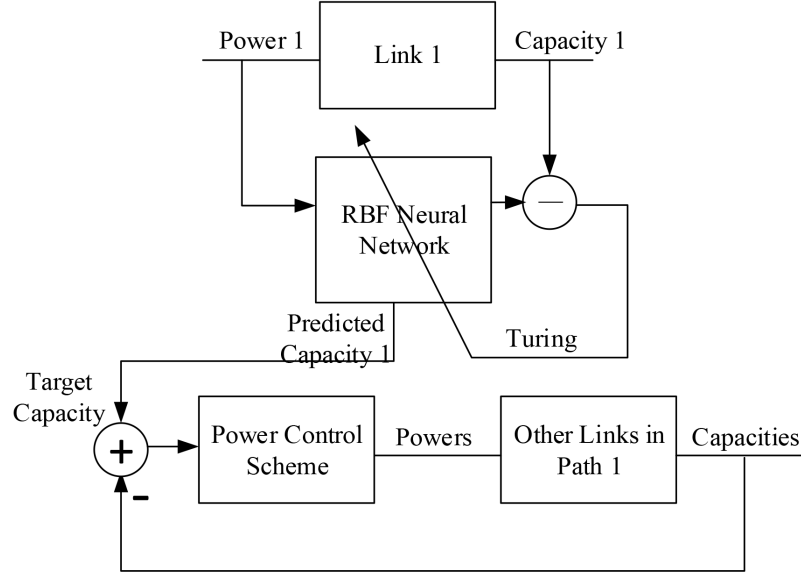 Power 1
Link 1
Capacity 1
RBF Neural
Network
—
Predicted
Capacity 1
Turing
Target
Capacity
+
-
Power Control
Scheme
Powers
Other Links in
Path 1
Capacities